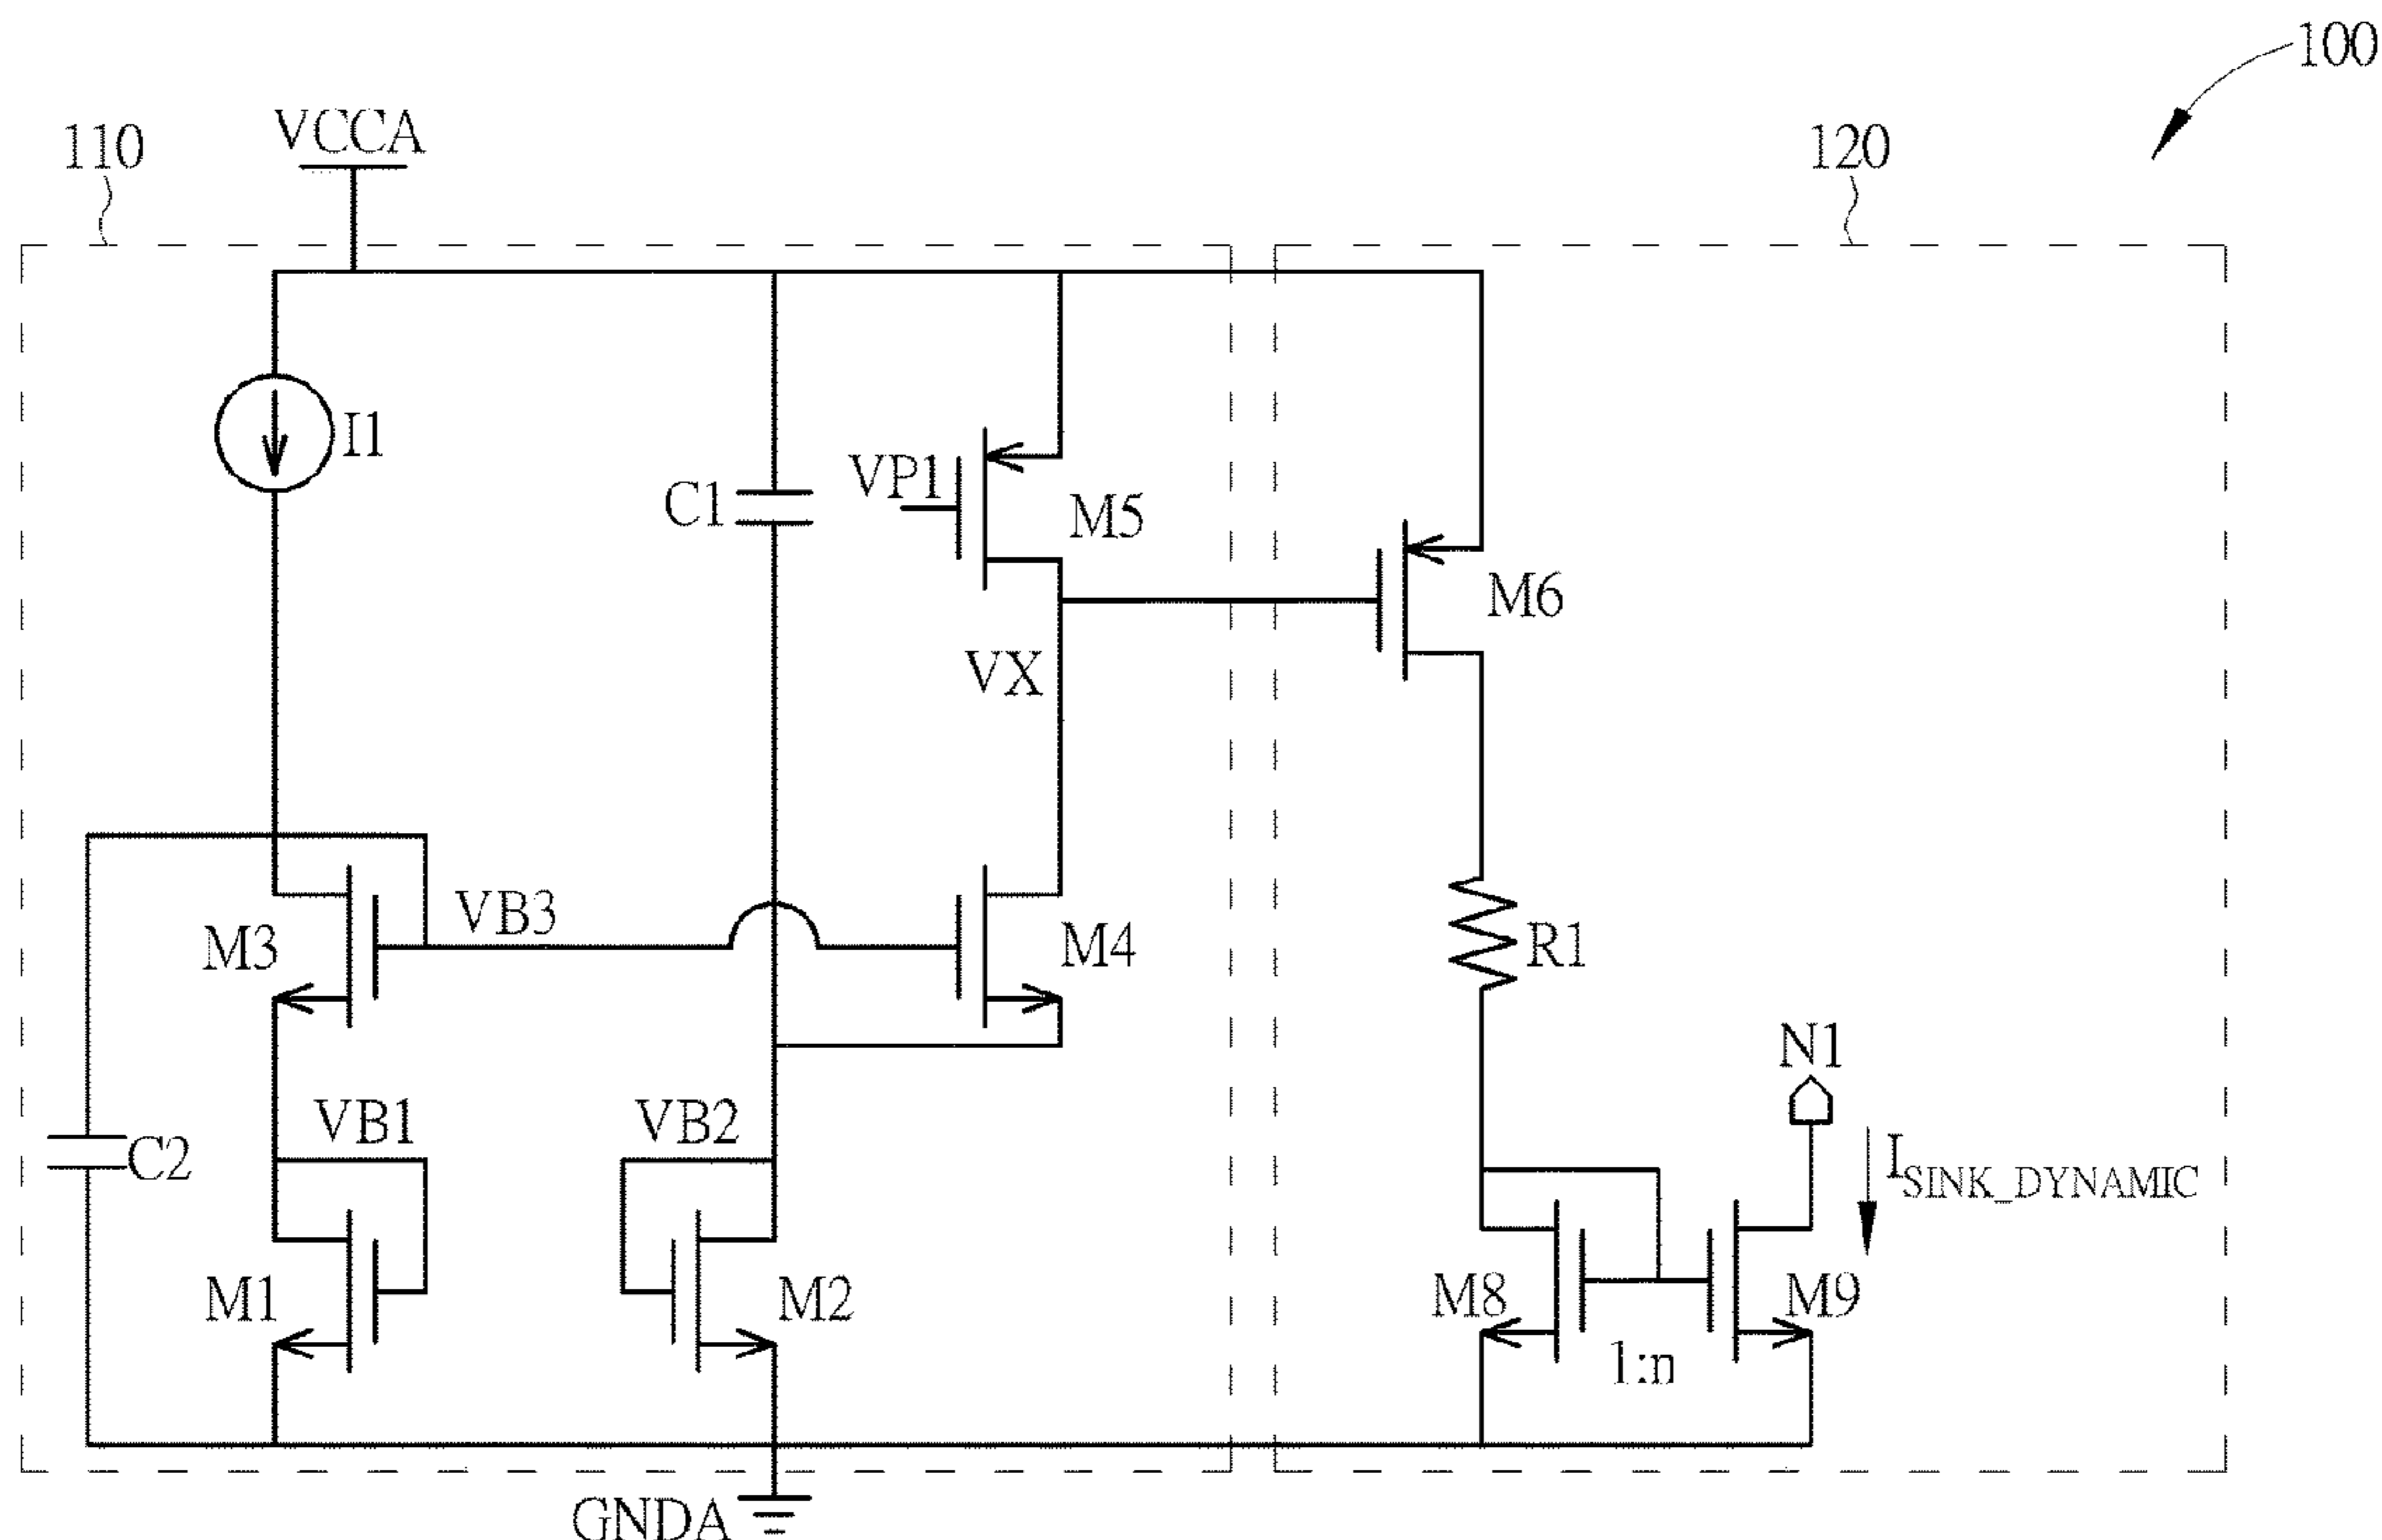 100
110
VCCA
120
I1
C1
VP1
M5
M6
VX
M3
VB3
M4
R1
N1
VB1
VB2
C2
I_SINK_DYNAMIC
M1
M2
M8
M9
1:n
GNDA